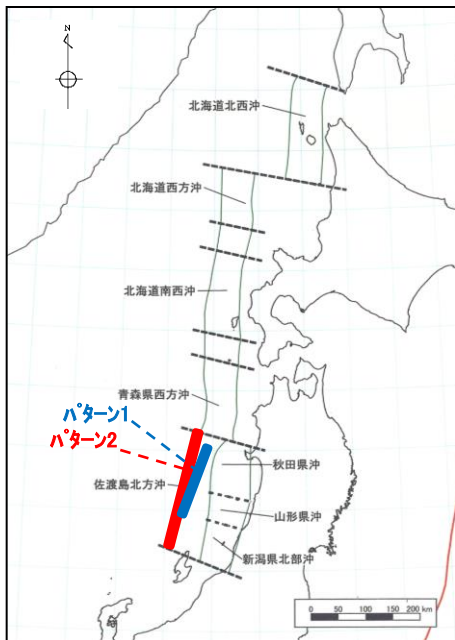 N
北海道北西沖
北海道西方沖
北海道南西沖
青森県西方沖
パターン1
パターン2
佐渡島北方沖
秋田県沖
山形県沖
新潟県北部沖
0 50 100 150 200 km